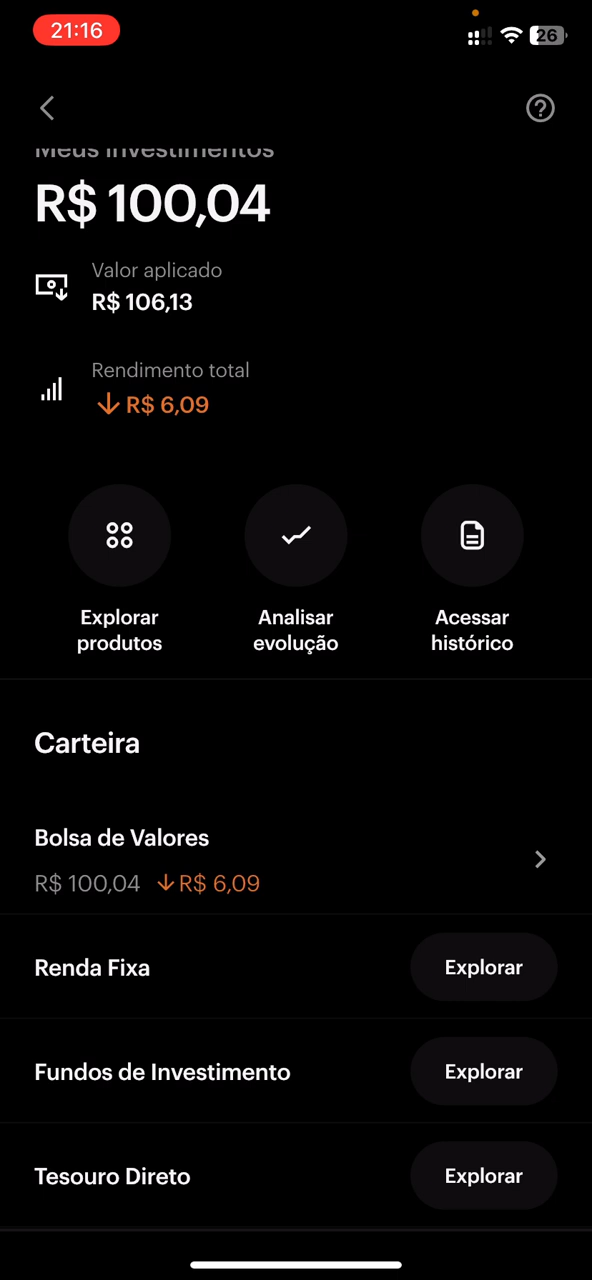 21:16
26
Meus investimentos
R$ 100,04
Valor aplicado
R$ 106,13
Rendimento total
R$ 6,09
Explorar
produtos
Analisar
evolução
Acessar
histórico
Carteira
Bolsa de Valores
R$ 100,04 R$ 6,09
Renda Fixa
Explorar
Fundos de Investimento
Explorar
Tesouro Direto
Explorar